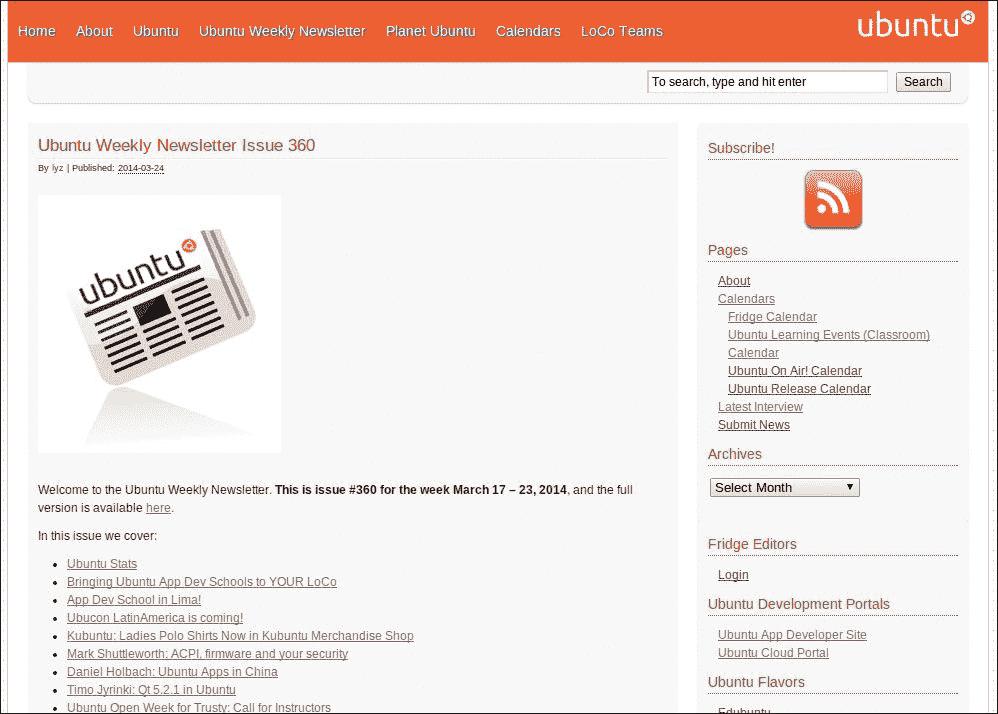 Home About Ubuntu Ubuntu Weekly Newsletter Planet Ubuntu Calendars LoCo Teams
ubuntu
To search, type and hit enter Search
Ubuntu Weekly Newsletter Issue 360
By lyz | Published: 2014-03-24
ubuntu
Welcome to the Ubuntu Weekly Newsletter. This is issue #360 for the week March 17 – 23, 2014, and the full
version is available here.
In this issue we cover:
Ubuntu Stats
Bringing Ubuntu App Dev Schools to YOUR LoCo
App Dev School in Lima!
Ubucon LatinAmerica is coming!
Kubuntu: Ladies Polo Shirts Now in Kubuntu Merchandise Shop
Mark Shuttleworth: ACPI, firmware and your security
Daniel Holbach: Ubuntu Apps in China
Timo Jyrinki: Qt 5.2.1 in Ubuntu
Ubuntu Open Week for Trusty: Call for Instructors
Subscribe!
Pages
About
Calendars
Fridge Calendar
Ubuntu Learning Events (Classroom)
Calendar
Ubuntu On Air! Calendar
Ubuntu Release Calendar
Latest Interview
Submit News
Archives
Select Month
Fridge Editors
Login
Ubuntu Development Portals
Ubuntu App Developer Site
Ubuntu Cloud Portal
Ubuntu Flavors
Edubuntu